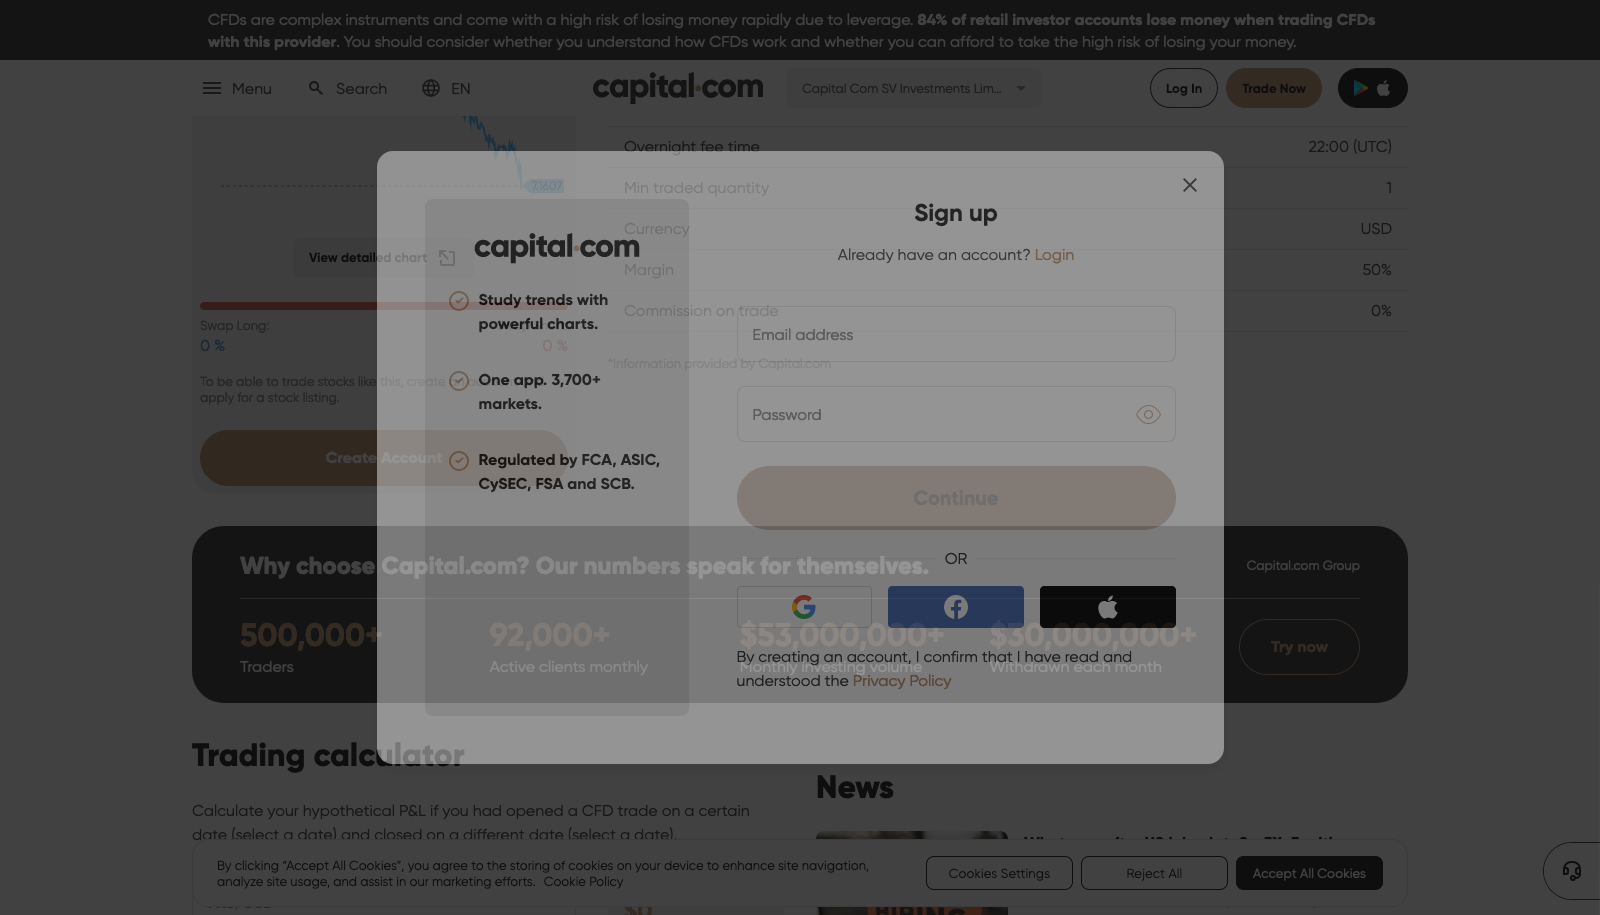 CFDs are complex instruments and come with a high risk of losing money rapidly due to leverage. 84% of retail investor accounts lose money when trading CFDs
with this provider. You should consider whether you understand how CFDs work and whether you can afford to take the high risk of losing your money.
Menu
Search
EN
capital.com
Capital Com SV Investments Lim...
Log In
Trade Now
Overnight fee time
22:00 (UTC)
Min traded quantity
1
Currency
USD
Margin
50%
Commission on trade
0%
*Information provided by Capital.com
7.1607
View detailed chart
Swap Long:
0 %
0 %
To be able to trade stocks like this, create
apply for a stock listing.
Create Account
capital.com
Study trends with
powerful charts.
One app. 3,700+
markets.
Regulated by FCA, ASIC,
CySEC, FSA and SCB.
Sign up
Already have an account? Login
Email address
Password
Continue
OR
By creating an account, I confirm that I have read and
understood the Privacy Policy
Why choose Capital.com? Our numbers speak for themselves.
Capital.com Group
500,000+
Traders
92,000+
Active clients monthly
$53,000,000+
Monthly investing volume
$30,000,000+
Withdrawn each month
Try now
Trading calculator
Calculate your hypothetical P&L if you had opened a CFD trade on a certain
date (select a date) and closed on a different date (select a date).
News
By clicking "Accept All Cookies", you agree to the storing of cookies on your device to enhance site navigation,
analyze site usage, and assist in our marketing efforts. Cookie Policy
Cookies Settings
Reject All
Accept All Cookies
HIRING